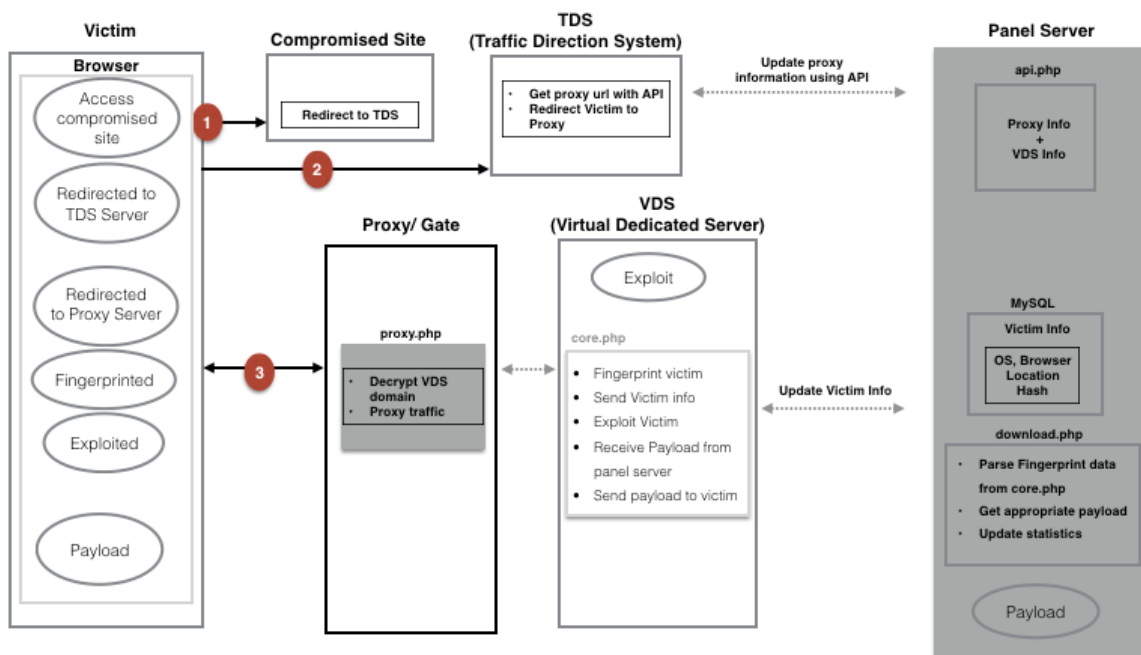 Victim
Browser
Access
compromised
site
Redirected to
TDS Server
Redirected
to Proxy Server
Fingerprinted
Exploited
Payload
1
2
3
Compromised Site
Redirect to TDS
TDS
(Traffic Direction System)
• Get proxy url with API
• Redirect Victim to
Proxy
Update proxy
information using API
Proxy/ Gate
proxy.php
• Decrypt VDS
domain
• Proxy traffic
VDS
(Virtual Dedicated Server)
Exploit
core.php
• Fingerprint victim
• Send Victim info
• Exploit Victim
• Receive Payload from
panel server
• Send payload to victim
Update Victim Info
Panel Server
api.php
Proxy Info
+
VDS Info
MySQL
Victim Info
OS, Browser
Location
Hash
download.php
• Parse Fingerprint data
from core.php
• Get appropriate payload
• Update statistics
Payload